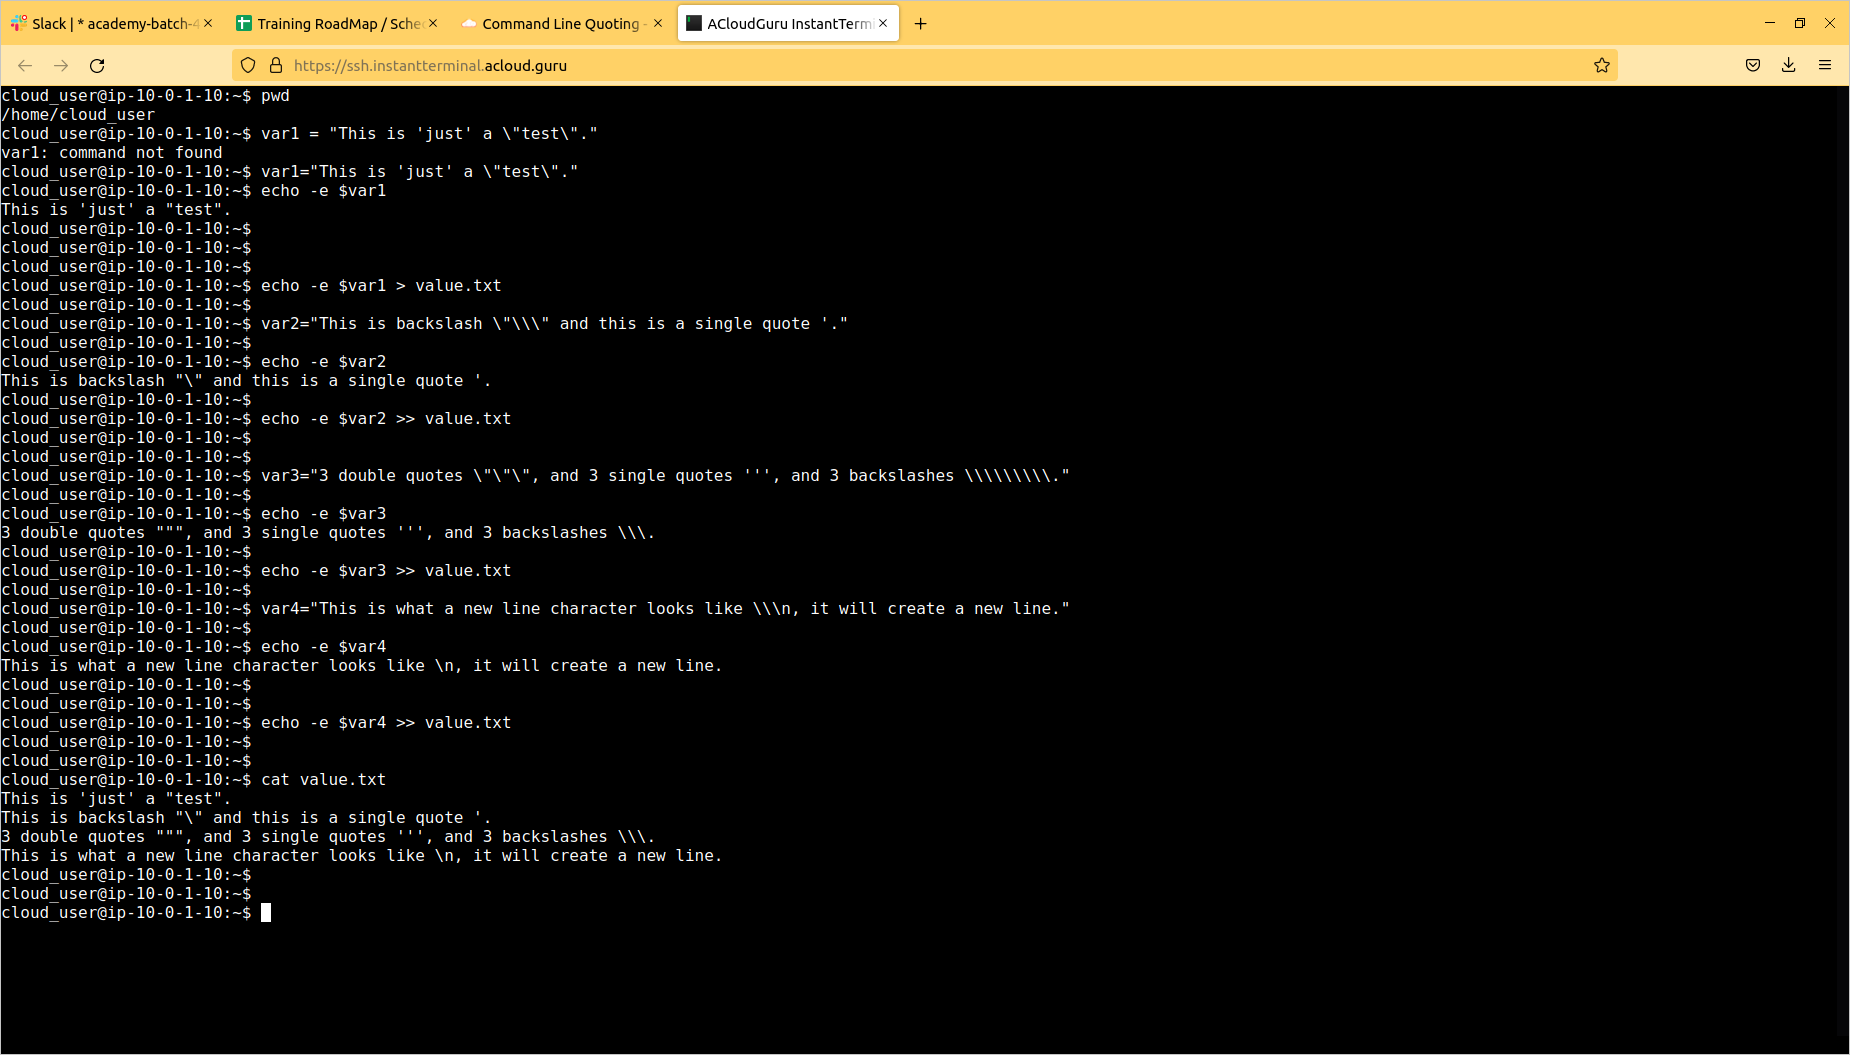 Slack | * academy-batch-4
Training RoadMap / Sche
Command Line Quoting -
ACloudGuru InstantTermi
https://ssh.instantterminal.acloud.guru
cloud_user@ip-10-0-1-10:~$ pwd
/home/cloud_user
cloud_user@ip-10-0-1-10:~$ var1 = "This is 'just' a \"test\"."
var1: command not found
cloud_user@ip-10-0-1-10:~$ var1="This is 'just' a \"test\"."
cloud_user@ip-10-0-1-10:~$ echo -e $var1
This is 'just' a "test".
cloud_user@ip-10-0-1-10:~$
cloud_user@ip-10-0-1-10:~$
cloud_user@ip-10-0-1-10:~$
cloud_user@ip-10-0-1-10:~$ echo -e $var1 > value.txt
cloud_user@ip-10-0-1-10:~$
cloud_user@ip-10-0-1-10:~$ var2="This is backslash \"\\\" and this is a single quote '."
cloud_user@ip-10-0-1-10:~$
cloud_user@ip-10-0-1-10:~$ echo -e $var2
This is backslash "\" and this is a single quote '.
cloud_user@ip-10-0-1-10:~$
cloud_user@ip-10-0-1-10:~$ echo -e $var2 >> value.txt
cloud_user@ip-10-0-1-10:~$
cloud_user@ip-10-0-1-10:~$
cloud_user@ip-10-0-1-10:~$ var3="3 double quotes \"\"\", and 3 single quotes ''', and 3 backslashes \\\\\\\\\."
cloud_user@ip-10-0-1-10:~$
cloud_user@ip-10-0-1-10:~$ echo -e $var3
3 double quotes """, and 3 single quotes ''', and 3 backslashes \\\.
cloud_user@ip-10-0-1-10:~$
cloud_user@ip-10-0-1-10:~$ echo -e $var3 >> value.txt
cloud_user@ip-10-0-1-10:~$
cloud_user@ip-10-0-1-10:~$ var4="This is what a new line character looks like \\\n, it will create a new line."
cloud_user@ip-10-0-1-10:~$
cloud_user@ip-10-0-1-10:~$ echo -e $var4
This is what a new line character looks like \n, it will create a new line.
cloud_user@ip-10-0-1-10:~$
cloud_user@ip-10-0-1-10:~$
cloud_user@ip-10-0-1-10:~$ echo -e $var4 >> value.txt
cloud_user@ip-10-0-1-10:~$
cloud_user@ip-10-0-1-10:~$
cloud_user@ip-10-0-1-10:~$ cat value.txt
This is 'just' a "test".
This is backslash "\" and this is a single quote '.
3 double quotes """, and 3 single quotes ''', and 3 backslashes \\\.
This is what a new line character looks like \n, it will create a new line.
cloud_user@ip-10-0-1-10:~$
cloud_user@ip-10-0-1-10:~$
cloud_user@ip-10-0-1-10:~$